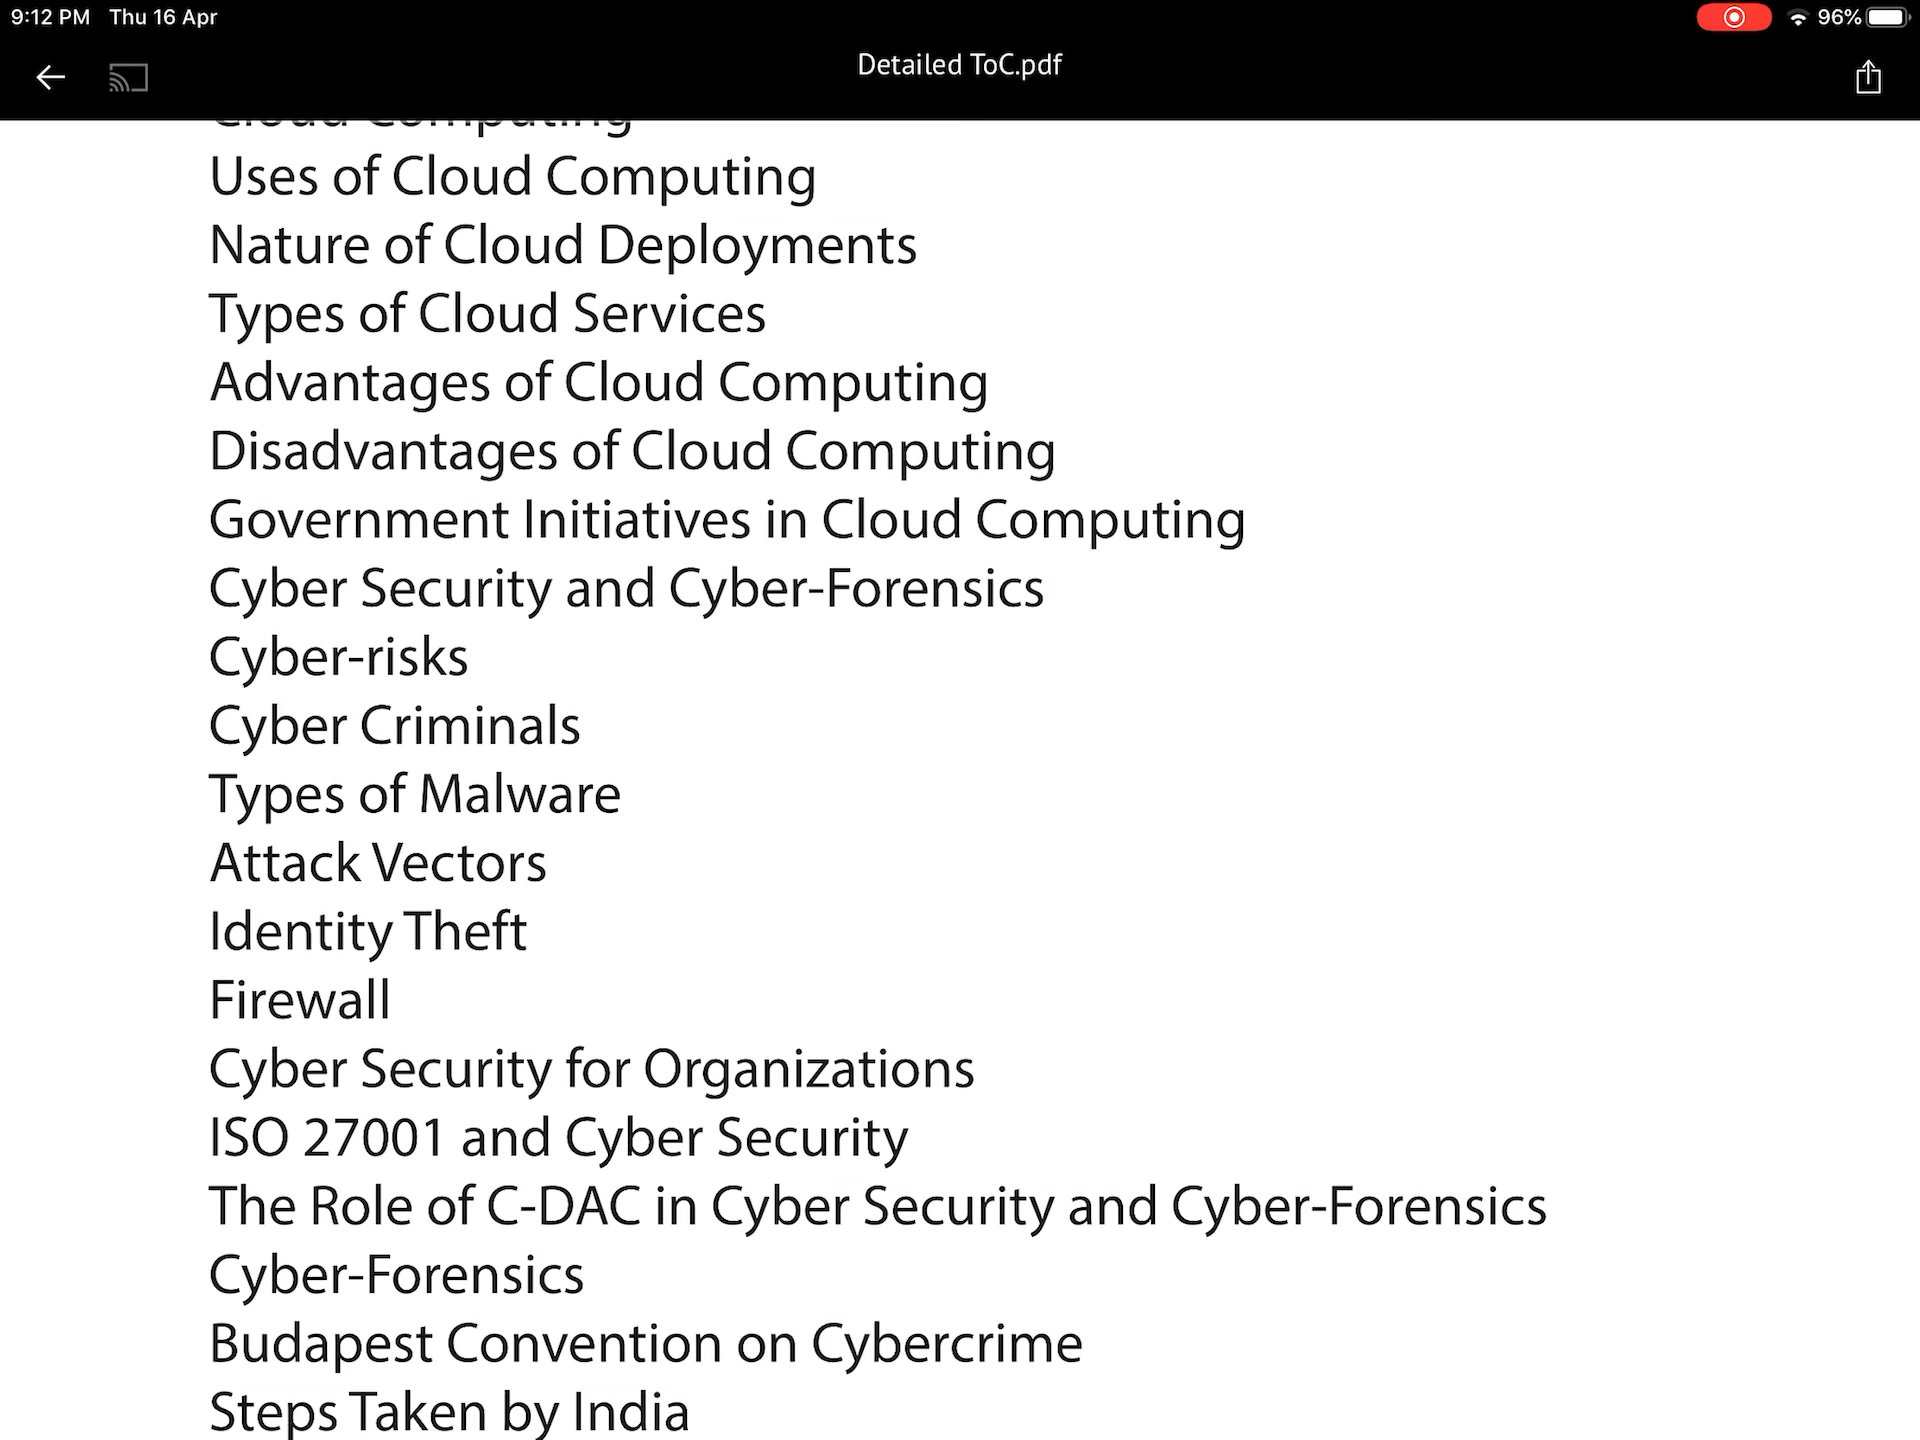 9:12 PM Thu 16 Apr
96%
Detailed ToC.pdf
Cloud Computing
Uses of Cloud Computing
Nature of Cloud Deployments
Types of Cloud Services
Advantages of Cloud Computing
Disadvantages of Cloud Computing
Government Initiatives in Cloud Computing
Cyber Security and Cyber-Forensics
Cyber-risks
Cyber Criminals
Types of Malware
Attack Vectors
Identity Theft
Firewall
Cyber Security for Organizations
ISO 27001 and Cyber Security
The Role of C-DAC in Cyber Security and Cyber-Forensics
Cyber-Forensics
Budapest Convention on Cybercrime
Steps Taken by India